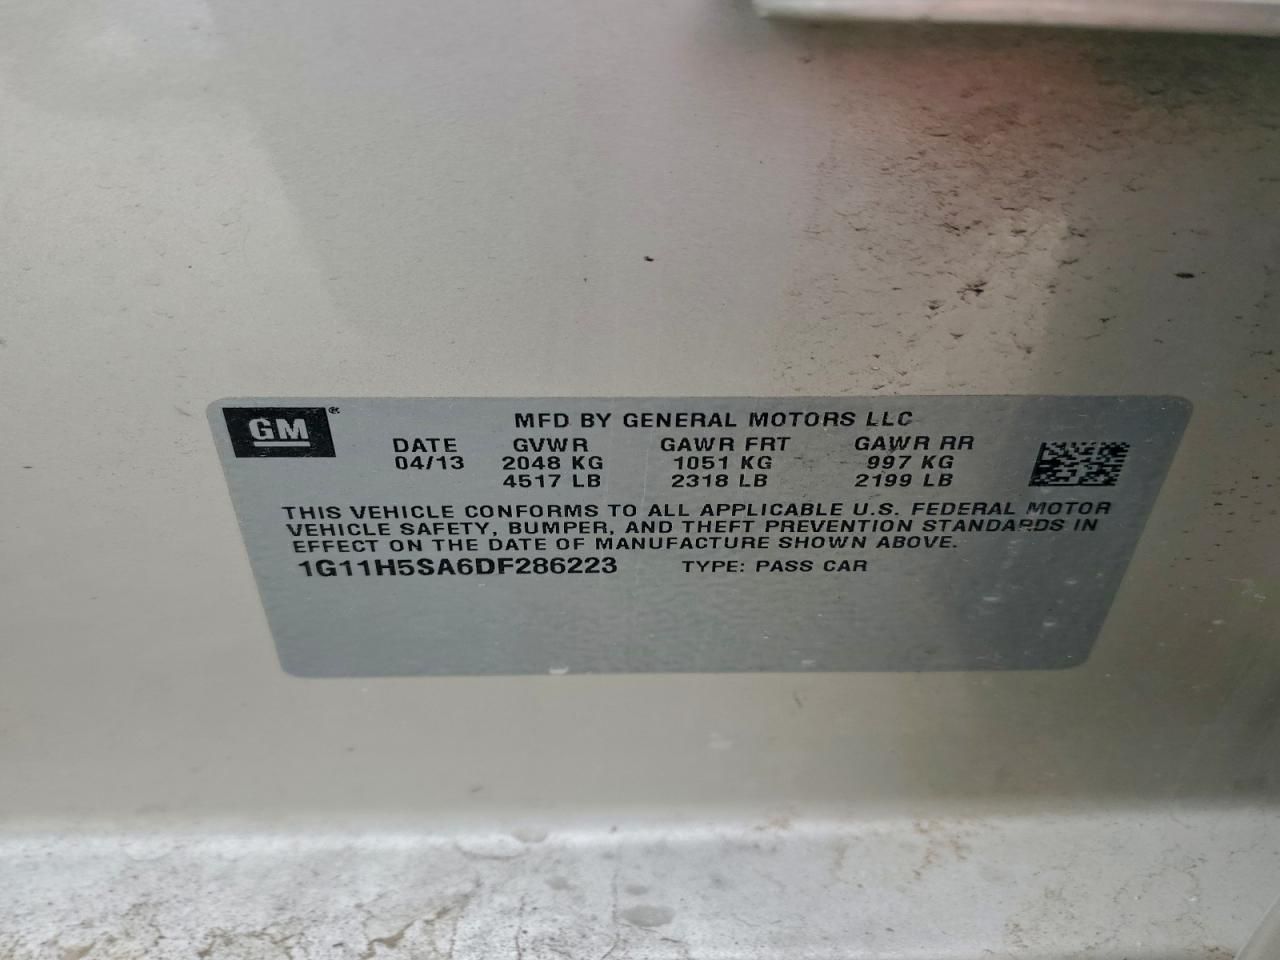 GM®
MFD BY GENERAL MOTORS LLC
DATE GVWR GAWR FRT GAWR RR
04/13 2048 KG 1051 KG 997 KG
4517 LB 2318 LB 2199 LB
THIS VEHICLE CONFORMS TO ALL APPLICABLE U.S. FEDERAL MOTOR
VEHICLE SAFETY, BUMPER, AND THEFT PREVENTION STANDARDS IN
EFFECT ON THE DATE OF MANUFACTURE SHOWN ABOVE.
1G11H5SA6DF286223 TYPE: PASS CAR